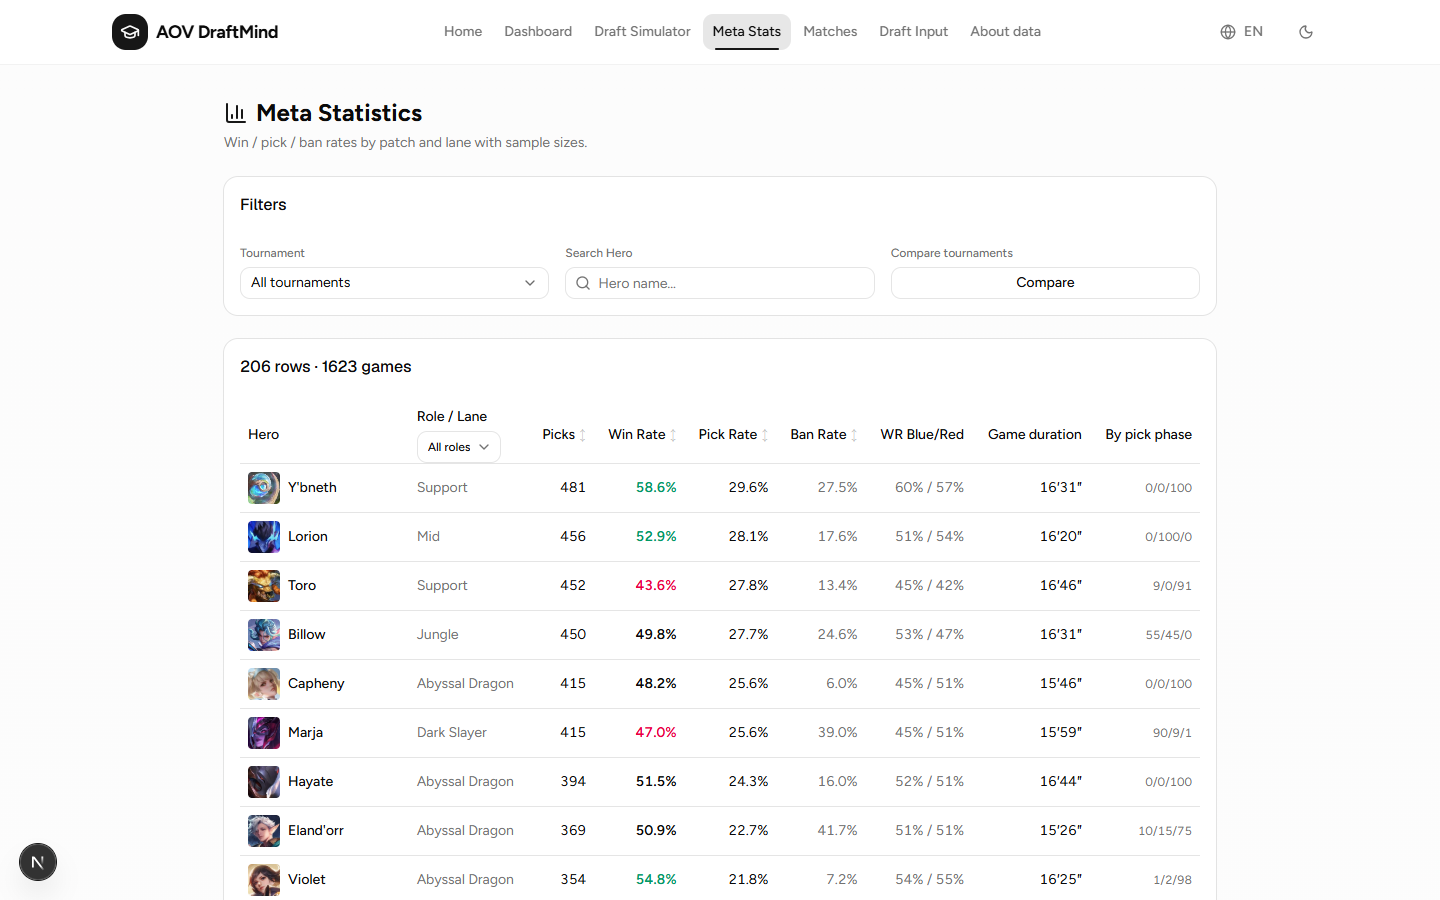 AOV DraftMind
Home Dashboard Draft Simulator Meta Stats Matches Draft Input About data
EN
Meta Statistics
Win / pick / ban rates by patch and lane with sample sizes.
Filters
Tournament Search Hero Compare tournaments
All tournaments Hero name... Compare
206 rows · 1623 games
Hero Role / Lane Picks Win Rate Pick Rate Ban Rate WR Blue/Red Game duration By pick phase
All roles
Y'bneth Support 481 58.6% 29.6% 27.5% 60% / 57% 16′31″ 0/0/100
Lorion Mid 456 52.9% 28.1% 17.6% 51% / 54% 16′20″ 0/100/0
Toro Support 452 43.6% 27.8% 13.4% 45% / 42% 16′46″ 9/0/91
Billow Jungle 450 49.8% 27.7% 24.6% 53% / 47% 16′31″ 55/45/0
Capheny Abyssal Dragon 415 48.2% 25.6% 6.0% 45% / 51% 15′46″ 0/0/100
Marja Dark Slayer 415 47.0% 25.6% 39.0% 45% / 51% 15′59″ 90/9/1
Hayate Abyssal Dragon 394 51.5% 24.3% 16.0% 52% / 51% 16′44″ 0/0/100
Eland'orr Abyssal Dragon 369 50.9% 22.7% 41.7% 51% / 51% 15′26″ 10/15/75
Violet Abyssal Dragon 354 54.8% 21.8% 7.2% 54% / 55% 16′25″ 1/2/98
N